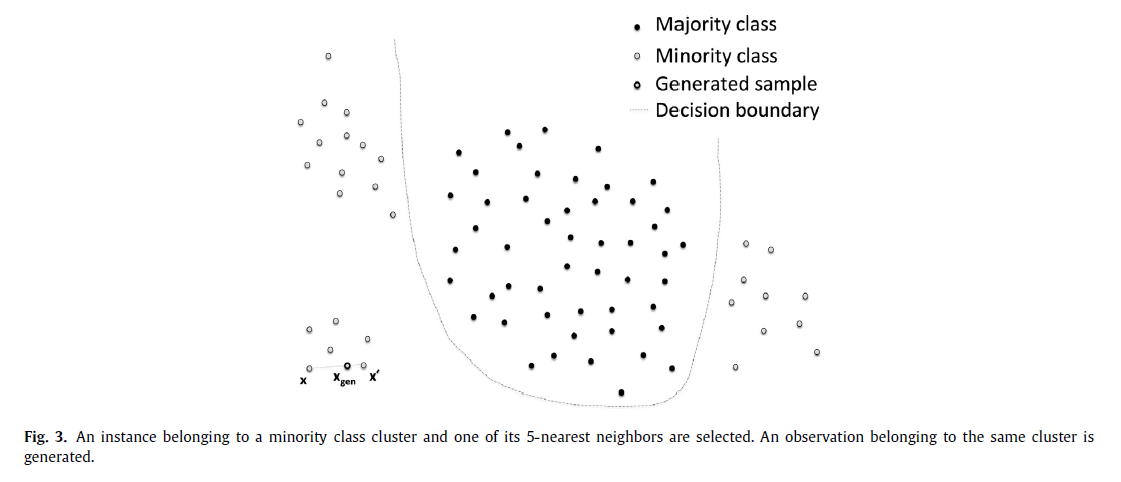 Majority class
Minority class
Generated sample
Decision boundary
x
xgen
x′
Fig. 3. An instance belonging to a minority class cluster and one of its 5-nearest neighbors are selected. An observation belonging to the same cluster is
generated.